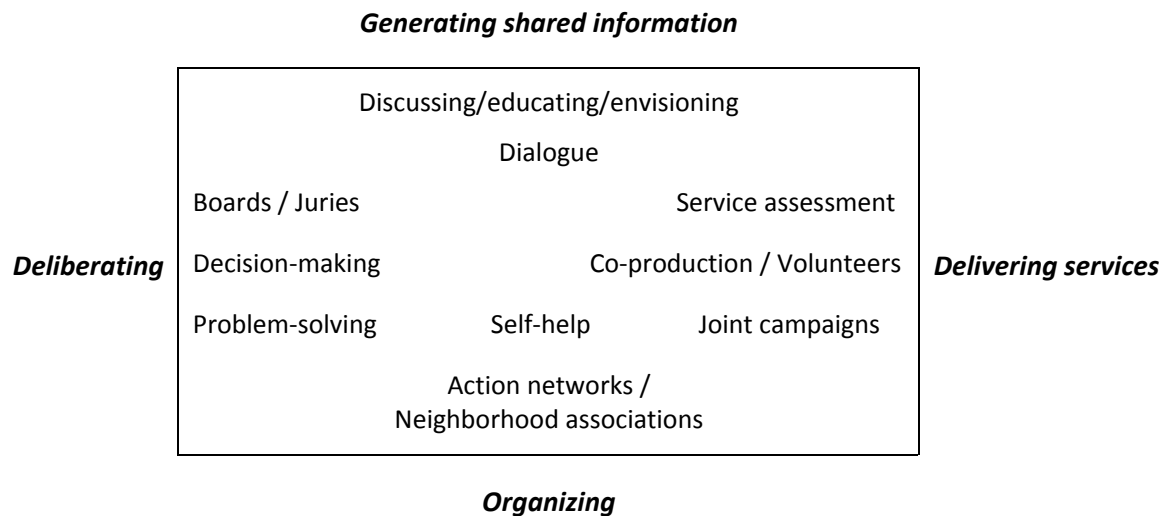 Generating shared information
Discussing/educating/envisioning
Dialogue
Boards / Juries
Service assessment
Deliberating
Decision-making
Co-production / Volunteers
Delivering services
Problem-solving
Self-help
Joint campaigns
Action networks /
Neighborhood associations
Organizing